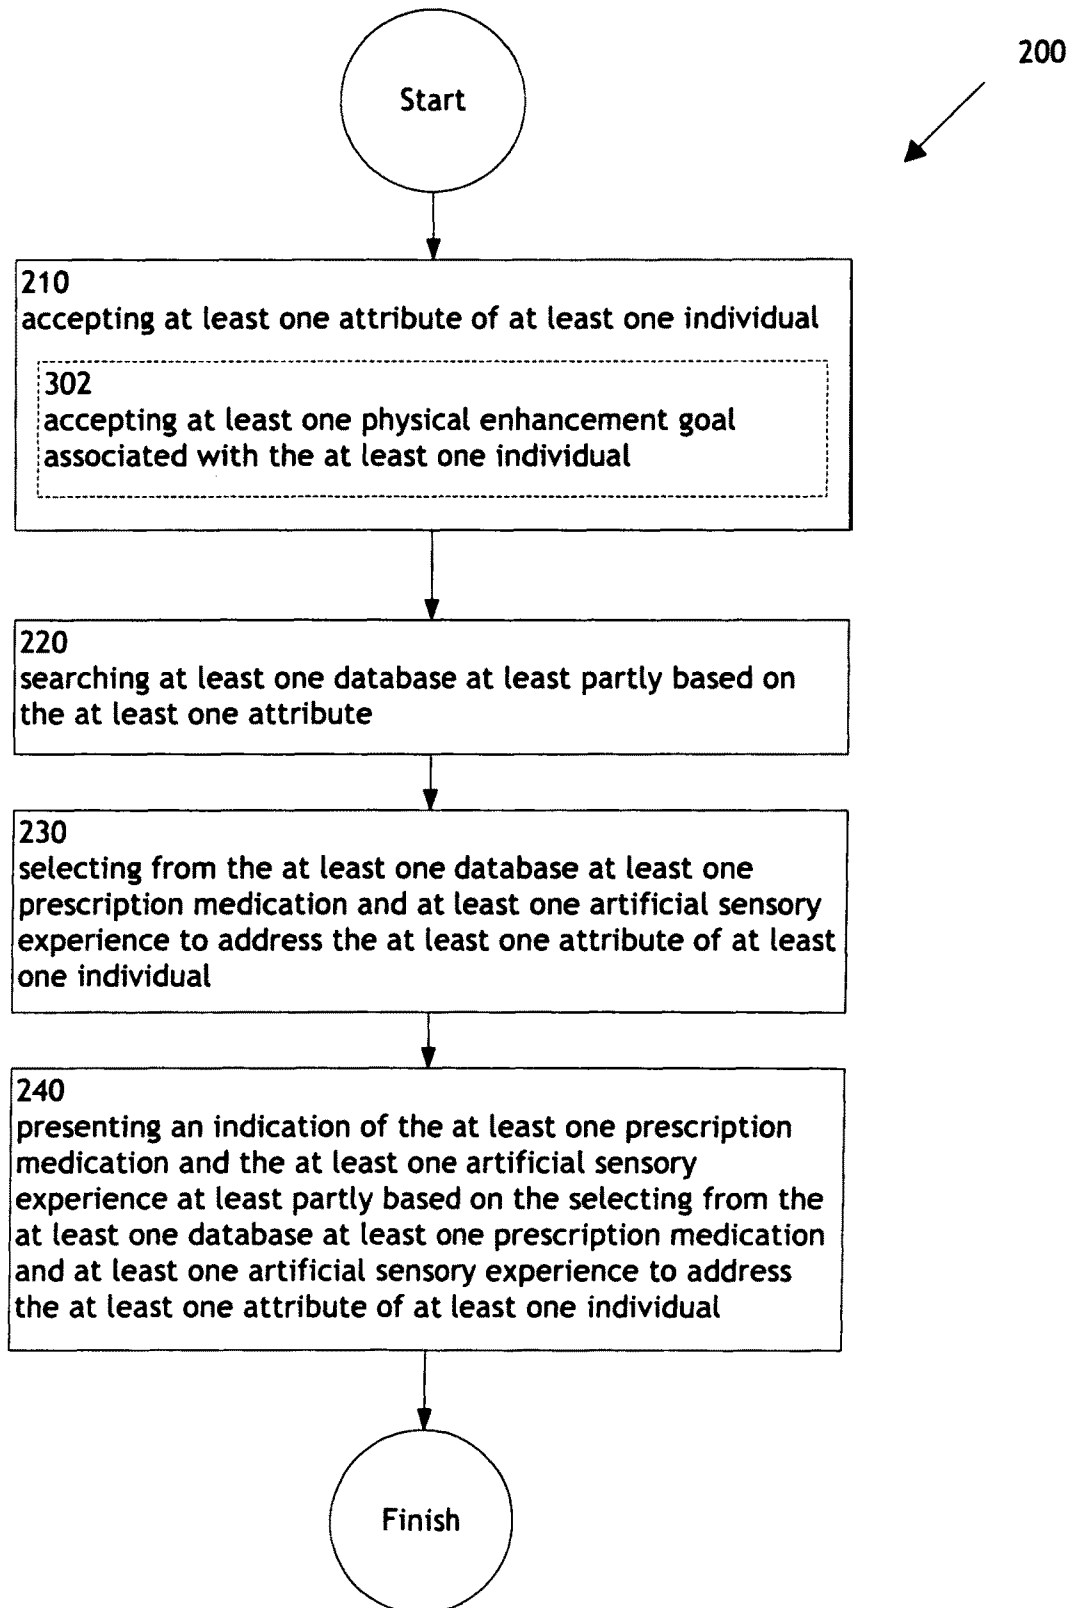 200
Start
210
accepting at least one attribute of at least one individual
302
accepting at least one physical enhancement goal
associated with the at least one individual
220
searching at least one database at least partly based on
the at least one attribute
230
selecting from the at least one database at least one
prescription medication and at least one artificial sensory
experience to address the at least one attribute of at least
one individual
240
presenting an indication of the at least one prescription
medication and the at least one artificial sensory
experience at least partly based on the selecting from the
at least one database at least one prescription medication
and at least one artificial sensory experience to address
the at least one attribute of at least one individual
Finish